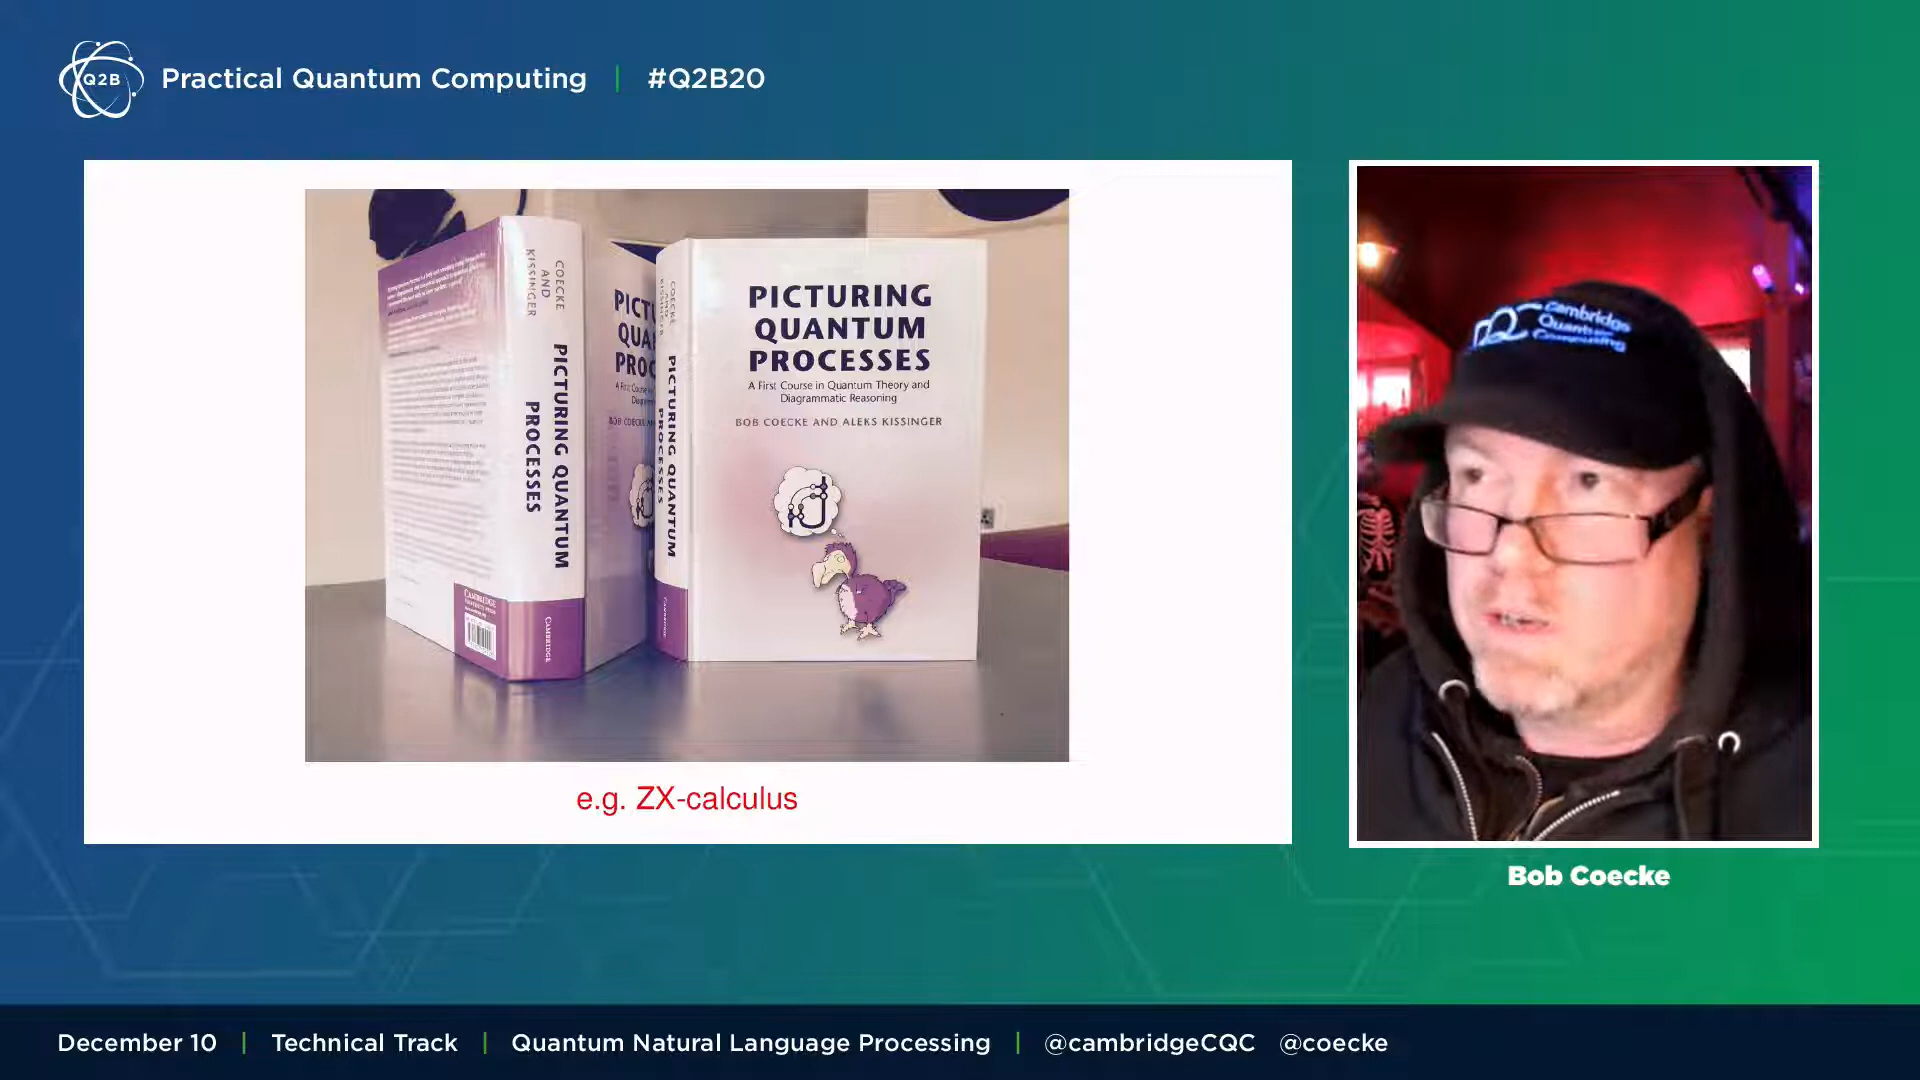 Q2B
Practical Quantum Computing | #Q2B20
COECKE
AND
KISSINGER
PICTURING QUANTUM
PROCESSES
CAMBRIDGE
CAMBRIDGE
PICTURING QUANTUM
PROCESSES
PICTURING
QUANTUM
PROCESSES
A First Course in Quantum Theory and
Diagrammatic Reasoning
BOB COECKE AND ALEKS KISSINGER
e.g. ZX-calculus
Cambridge
Quantum
Computing
Bob Coecke
December 10 | Technical Track | Quantum Natural Language Processing | @cambridgeCQC @coecke